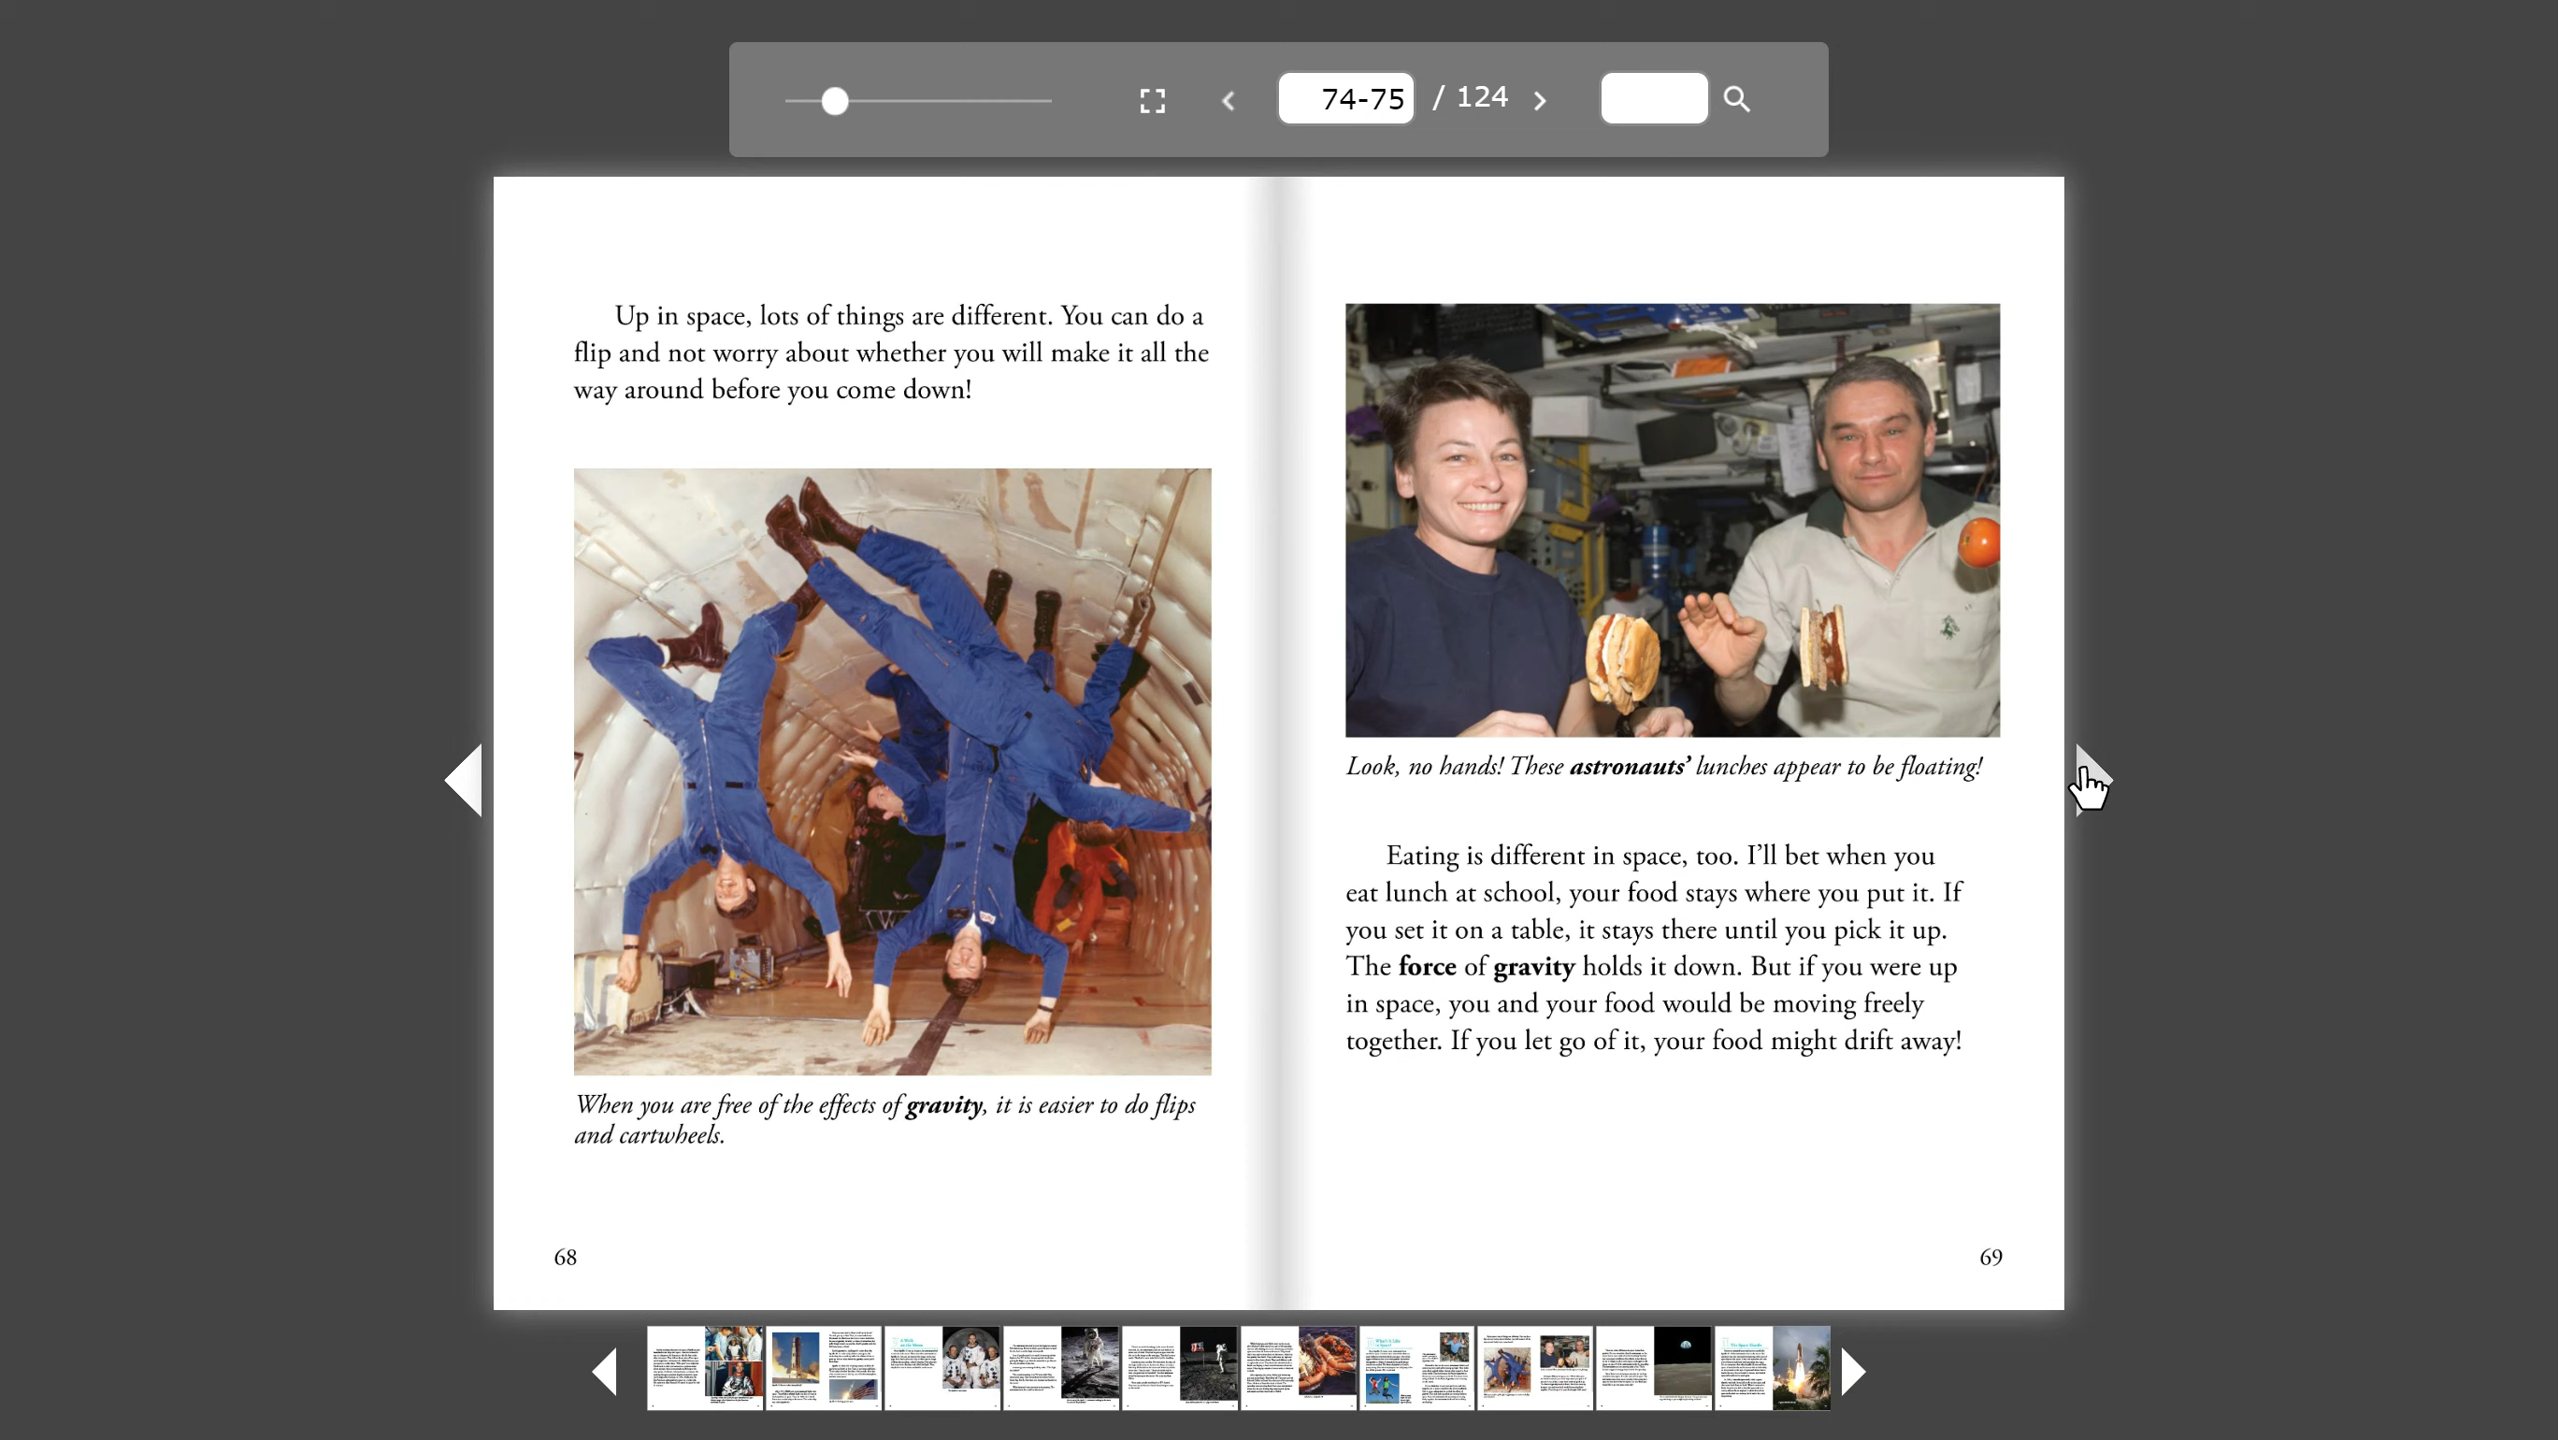 74-75 / 124
Up in space, lots of things are different. You can do a
flip and not worry about whether you will make it all the
way around before you come down!
When you are free of the effects of gravity, it is easier to do flips
and cartwheels.
68
Look, no hands! These astronauts’ lunches appear to be floating!
Eating is different in space, too. I’ll bet when you
eat lunch at school, your food stays where you put it. If
you set it on a table, it stays there until you pick it up.
The force of gravity holds it down. But if you were up
in space, you and your food would be moving freely
together. If you let go of it, your food might drift away!
69